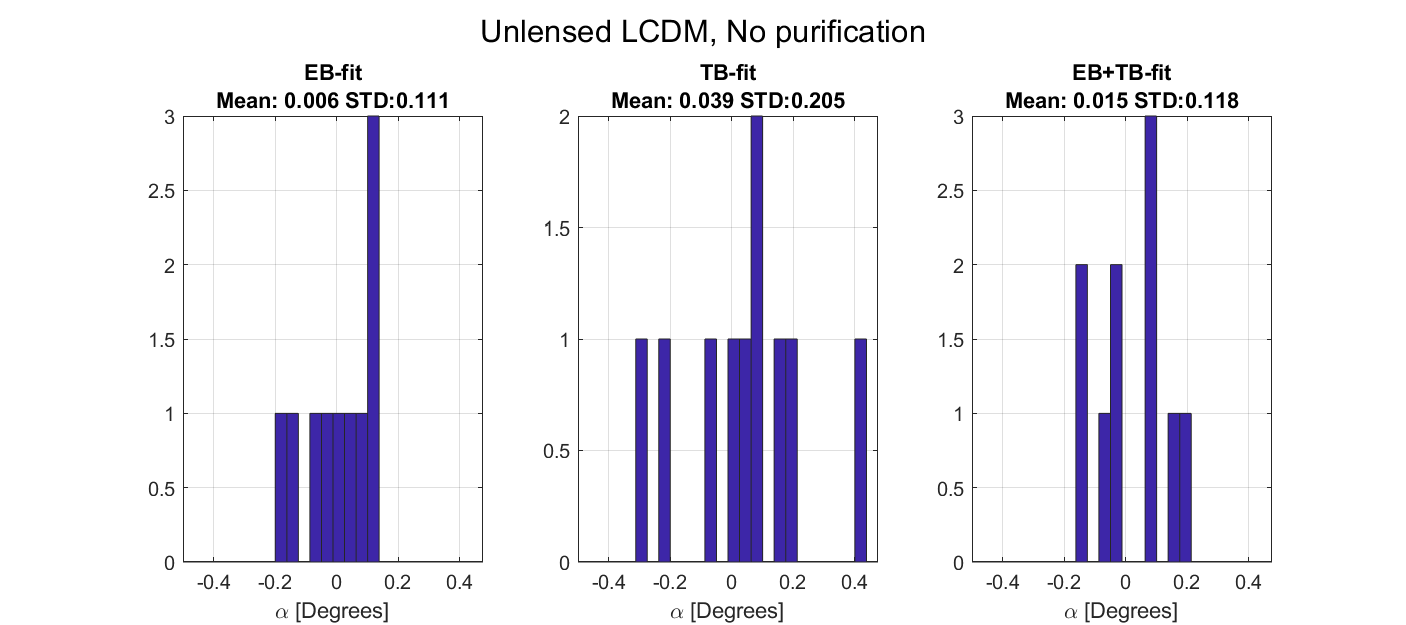 Unlensed LCDM, No purification
EB-fit
Mean: 0.006 STD:0.111
3
2.5
2
1.5
1
0.5
0
-0.4 -0.2 0 0.2 0.4
α [Degrees]
TB-fit
Mean: 0.039 STD:0.205
2
1.5
1
0.5
0
-0.4 -0.2 0 0.2 0.4
α [Degrees]
EB+TB-fit
Mean: 0.015 STD:0.118
3
2.5
2
1.5
1
0.5
0
-0.4 -0.2 0 0.2 0.4
α [Degrees]